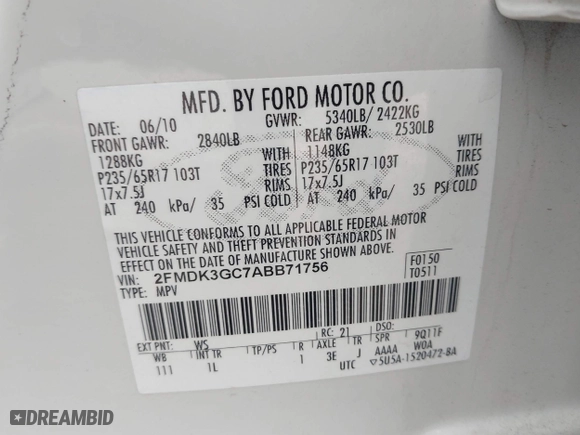 MFD. BY FORD MOTOR CO.
DATE: 06/10 GVWR: 5340LB/ 2422KG
FRONT GAWR: 2840LB REAR GAWR: 2530LB
1288KG WITH 1148KG WITH
P235/65R17 103T TIRES P235/65R17 103T TIRES
17x7.5J RIMS 17x7.5J RIMS
AT 240 kPa/ 35 PSI COLD AT 240 kPa/ 35 PSI COLD
THIS VEHICLE CONFORMS TO ALL APPLICABLE FEDERAL MOTOR
VEHICLE SAFETY AND THEFT PREVENTION STANDARDS IN
EFFECT ON THE DATE OF MANUFACTURE SHOWN ABOVE.
VIN: 2FMDK3GC7ABB71756 F0150
TYPE: MPV T0511
EXT PNT: WS RC: 21 DSO: 9Q11F
WB INT TR TP/PS R AXLE TR SPR WOA
111 1L 1 3E J AAAA
UTC ▽5U5A-1520472-BA
DREAMBID